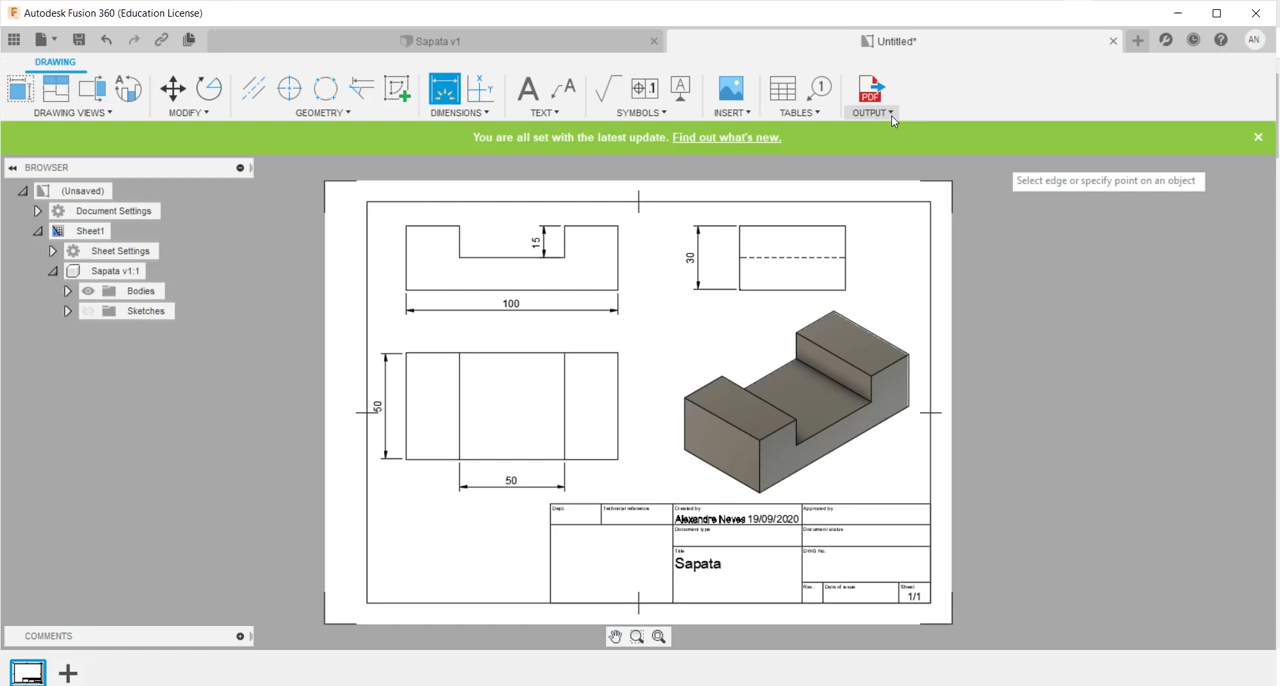 Autodesk Fusion 360 (Education License)
Sapata v1
Untitled*
AN
DRAWING
DRAWING VIEWS
MODIFY
GEOMETRY
DIMENSIONS
TEXT
SYMBOLS
INSERT
TABLES
OUTPUT
PDF
You are all set with the latest update. Find out what's new.
BROWSER
Select edge or specify point on an object
(Unsaved)
Document Settings
Sheet1
Sheet Settings
Sapata v1:1
Bodies
Sketches
15
30
100
50
50
Dept.
Technical reference
Created by
Approved by
Alexandre Neves 19/09/2020
Document type
Document status
Title
DWG No.
Sapata
Rev.
Date of issue
Sheet
1/1
COMMENTS